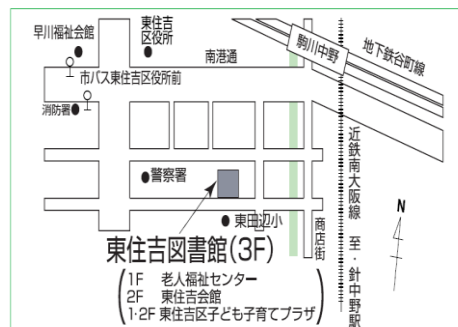 早川福祉会館
東住吉
区役所
南港通
駒川中野
地下鉄谷町線
市バス東住吉区役所前
消防署
警察署
近鉄南大阪線 至・針中野駅
N
東田辺小
商店街
東住吉図書館(3F)
1F 老人福祉センター
2F 東住吉会館
1・2F 東住吉区子ども子育てプラザ